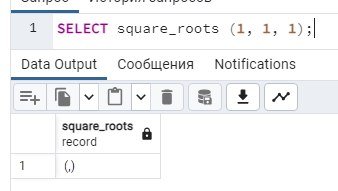 Запрос История запросов
1 SELECT square_roots (1, 1, 1);
Data Output Сообщения Notifications
square_roots
record
1 (,)